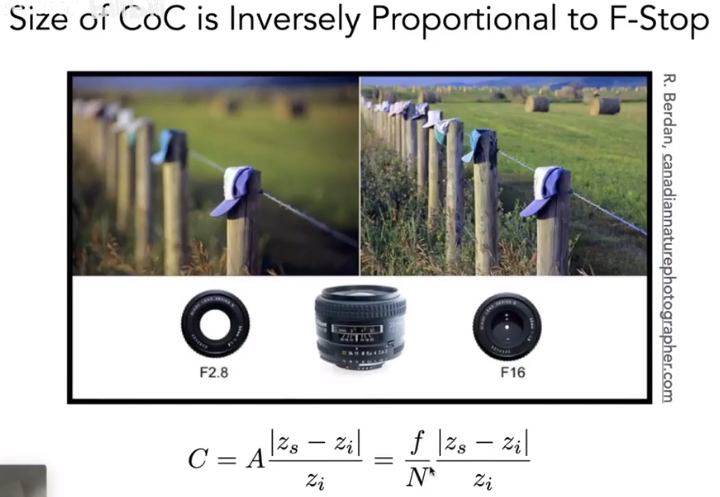 Size of CoC is Inversely Proportional to F-Stop
R. Berdan, canadiannaturephotographer.com
F2.8
F16
C = A |z_s − z_i| / z_i = f / N |z_s − z_i| / z_i